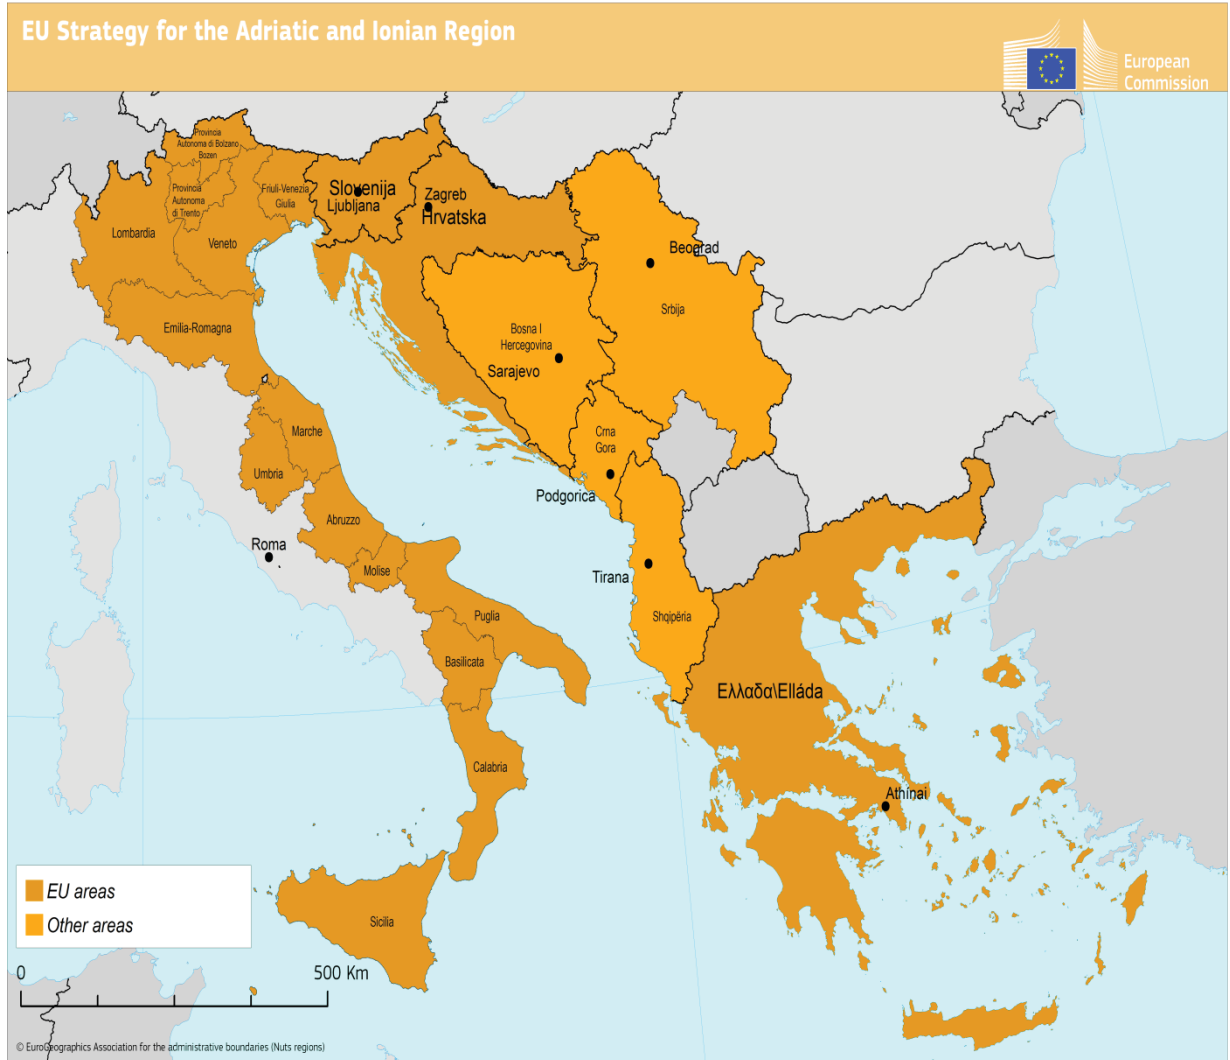 EU Strategy for the Adriatic and Ionian Region
European
Commission
Provincia
Autonoma di Bolzano
Bozen
Provincia
Autonoma
di Trento
Friuli-Venezia
Giulia
Slovenija
Ljubljana
Zagreb
Hrvatska
Lombardia
Veneto
Beograd
Emilia-Romagna
Srbija
Bosna I
Hercegovina
Sarajevo
Marche
Crna
Gora
Umbria
Podgorica
Abruzzo
Roma
Molise
Tirana
Puglia
Shqipëria
Basilicata
Ελλαδα\Elláda
Calabria
Athínai
EU areas
Other areas
Sicilia
0 500 Km
© EuroGeographics Association for the administrative boundaries (Nuts regions)